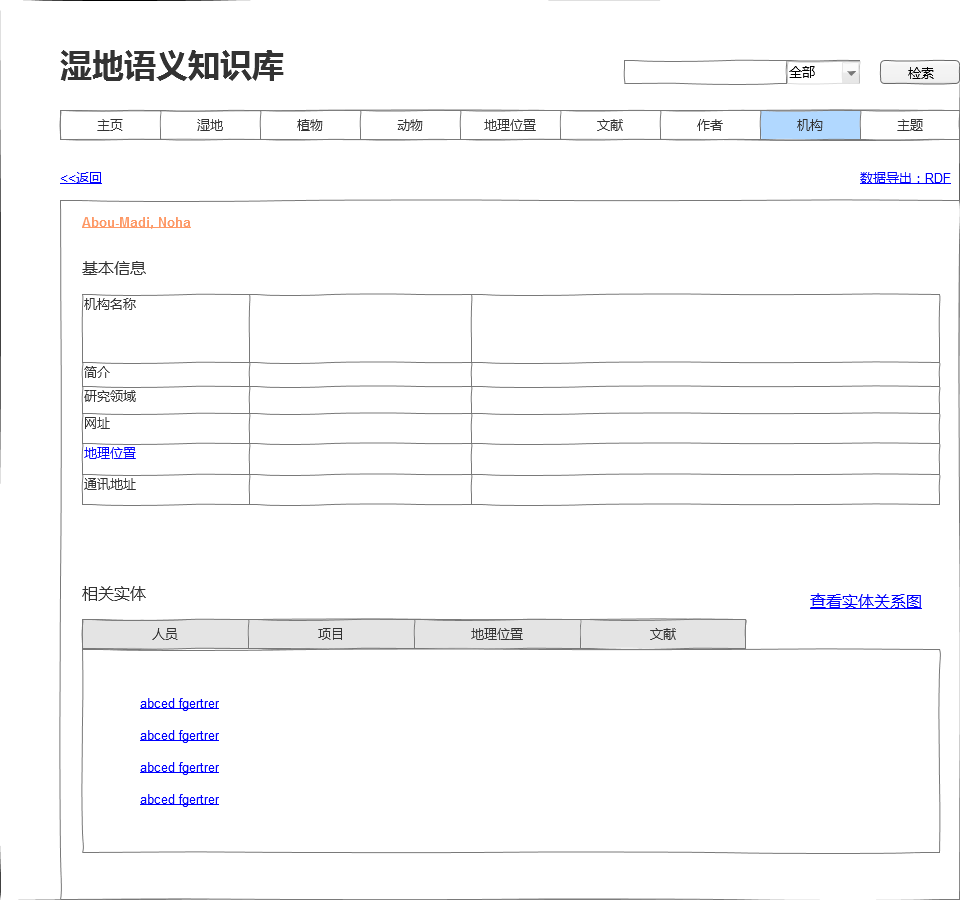 湿地语义知识库
全部
检索
主页 湿地 植物 动物 地理位置 文献 作者 机构 主题
<<返回
数据导出：RDF
Abou-Madi, Noha
基本信息
机构名称
简介
研究领域
网址
地理位置
通讯地址
相关实体
查看实体关系图
人员 项目 地理位置 文献
abced fgertrer
abced fgertrer
abced fgertrer
abced fgertrer